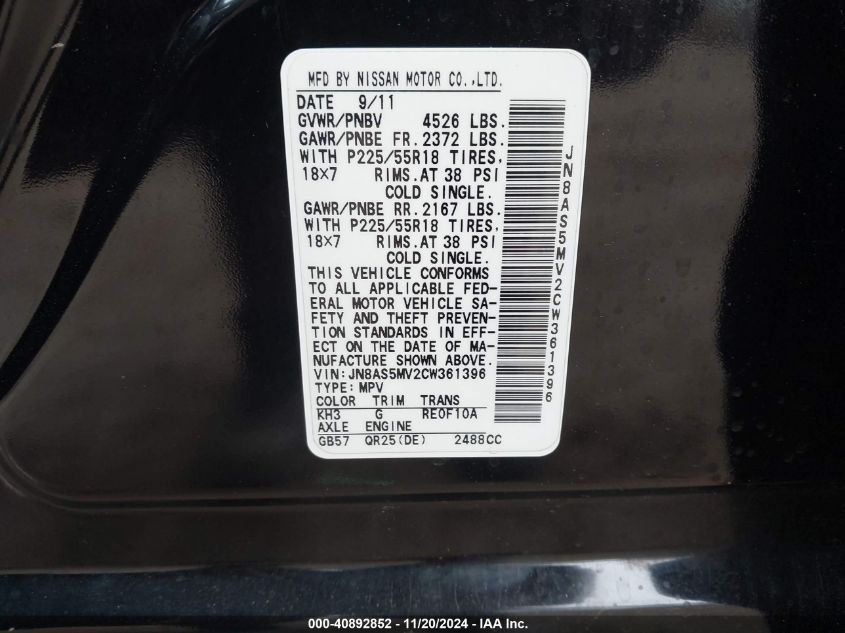 MFD BY NISSAN MOTOR CO.,LTD.
DATE 9/11
GVWR/PNBV 4526 LBS.
GAWR/PNBE FR. 2372 LBS.
WITH P225/55R18 TIRES,
18×7 RIMS.AT 38 PSI
COLD SINGLE.
GAWR/PNBE RR. 2167 LBS.
WITH P225/55R18 TIRES,
18×7 RIMS.AT 38 PSI
COLD SINGLE.
THIS VEHICLE CONFORMS
TO ALL APPLICABLE FED-
ERAL MOTOR VEHICLE SA-
FETY AND THEFT PREVEN-
TION STANDARDS IN EFF-
ECT ON THE DATE OF MA-
NUFACTURE SHOWN ABOVE.
VIN:JN8AS5MV2CW361396
TYPE:MPV
COLOR TRIM TRANS
KH3 G RE0F10A
AXLE ENGINE
GB57 QR25(DE) 2488CC
JN8AS5MV2CW361396
000-40892852 - 11/20/2024 - IAA Inc.